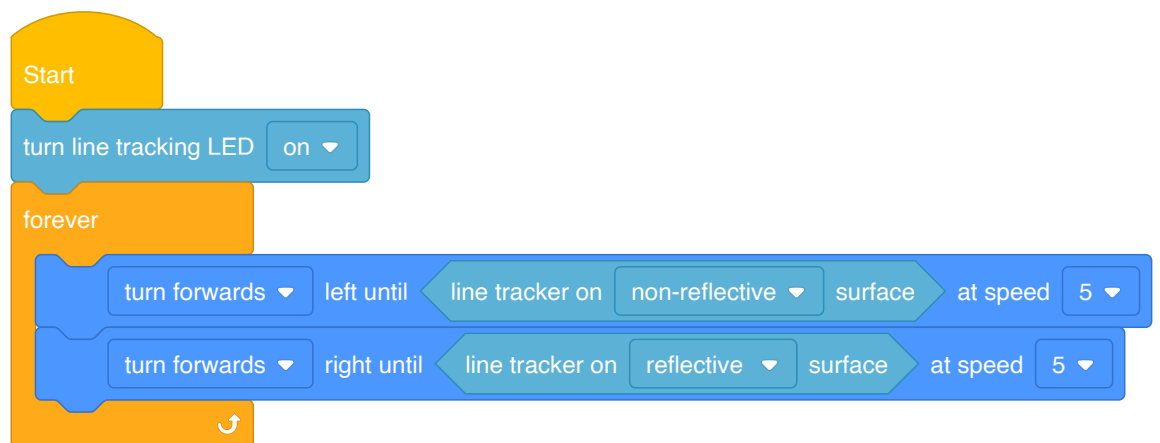 Start
turn line tracking LED on
forever
turn forwards left until line tracker on non-reflective surface at speed 5
turn forwards right until line tracker on reflective surface at speed 5